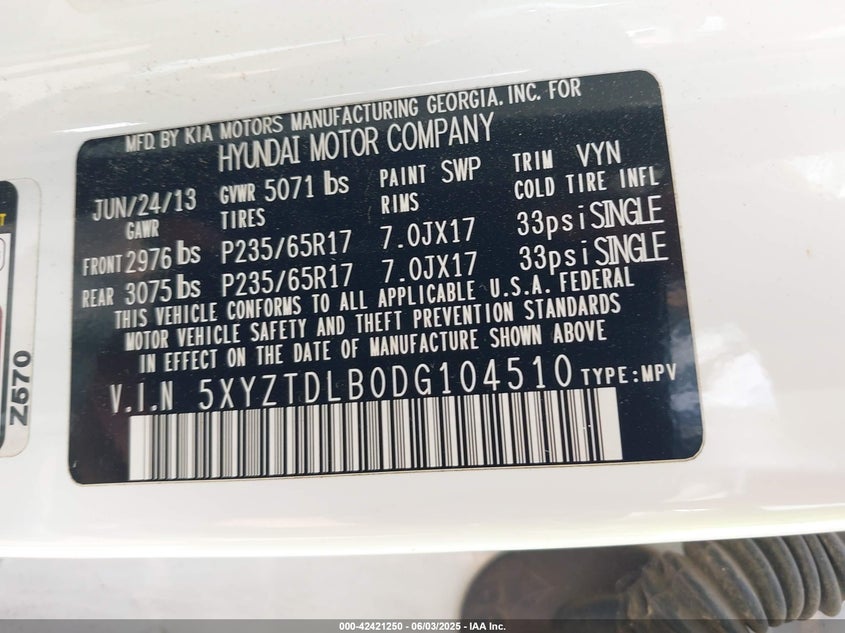 MFD. BY KIA MOTORS MANUFACTURING GEORGIA, INC. FOR
HYUNDAI MOTOR COMPANY
JUN/24/13 GVWR 5071 lbs PAINT SWP TRIM VYN
GAWR TIRES RIMS COLD TIRE INFL
FRONT 2976 lbs P235/65R17 7.0JX17 33psi SINGLE
REAR 3075 lbs P235/65R17 7.0JX17 33psi SINGLE
THIS VEHICLE CONFORMS TO ALL APPLICABLE U.S.A. FEDERAL
MOTOR VEHICLE SAFETY AND THEFT PREVENTION STANDARDS
IN EFFECT ON THE DATE OF MANUFACTURE SHOWN ABOVE
V.I.N 5XYZTDLB0DG104510 TYPE:MPV
Z670
000-42421250 | 06/03/2025 | IAA Inc.